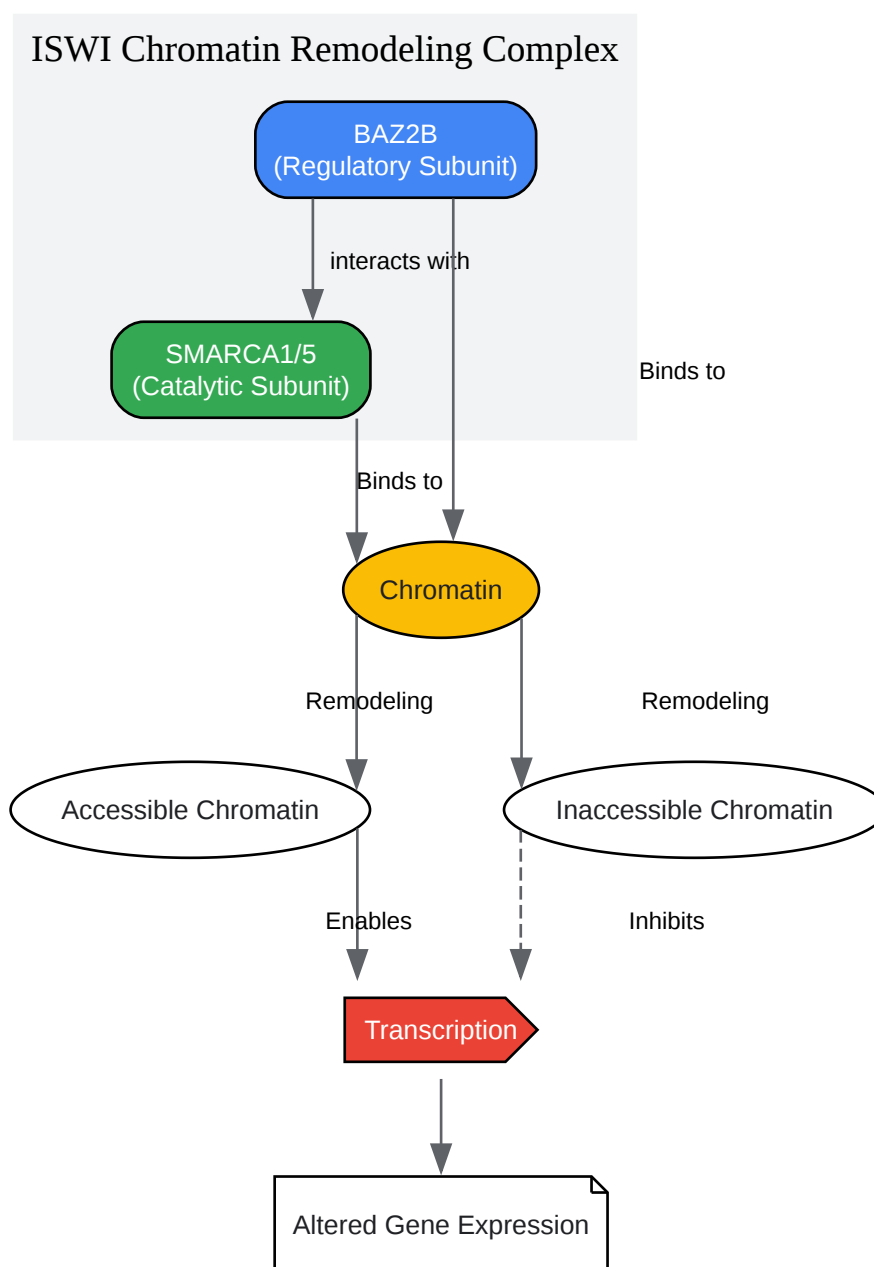 ISWI Chromatin Remodeling Complex
BAZ2B
(Regulatory Subunit)
interacts with
SMARCA1/5
(Catalytic Subunit)
Binds to
Binds to
Chromatin
Remodeling
Remodeling
Accessible Chromatin
Inaccessible Chromatin
Enables
Inhibits
Transcription
Altered Gene Expression